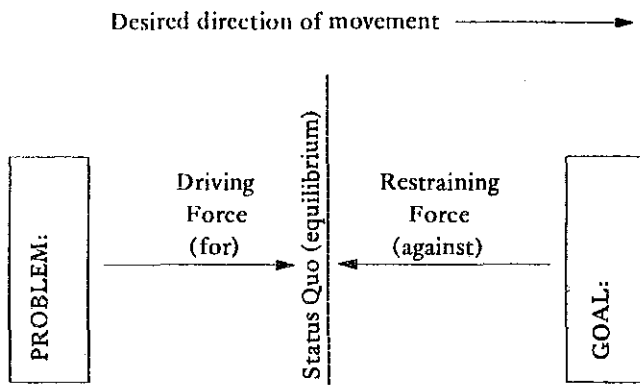 Desired direction of movement
PROBLEM:
Driving
Force
(for)
Status Quo (equilibrium)
Restraining
Force
(against)
GOAL: